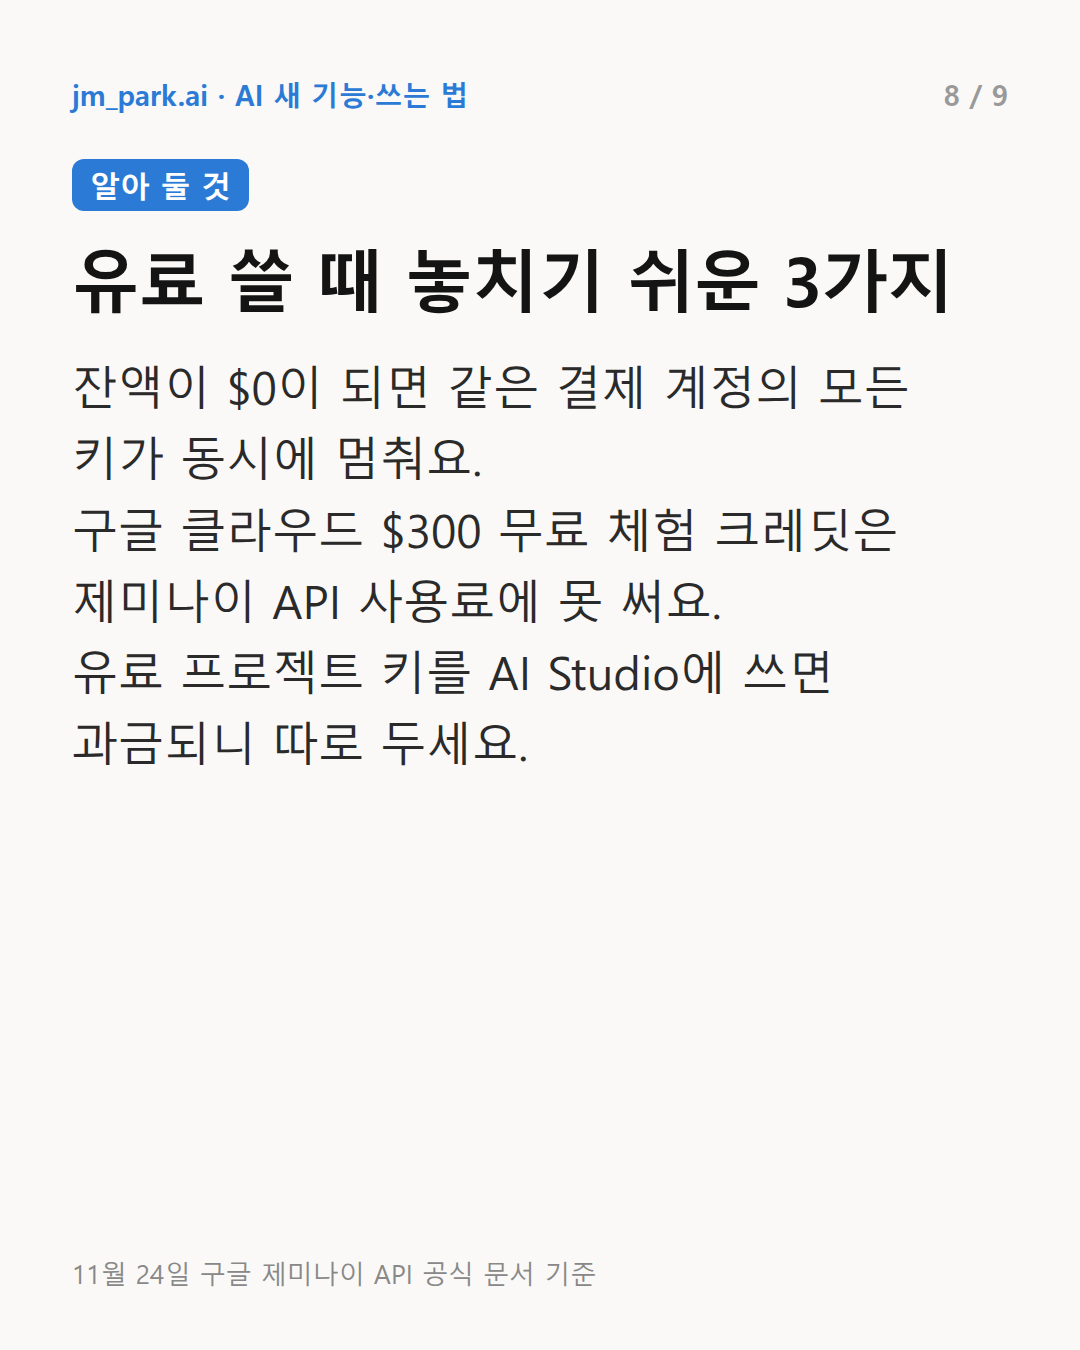 jm_park.ai · AI 새 기능·쓰는 법
8 / 9
알아 둘 것
유료 쓸 때 놓치기 쉬운 3가지
잔액이 $0이 되면 같은 결제 계정의 모든
키가 동시에 멈춰요.
구글 클라우드 $300 무료 체험 크레딧은
제미나이 API 사용료에 못 써요.
유료 프로젝트 키를 AI Studio에 쓰면
과금되니 따로 두세요.
11월 24일 구글 제미나이 API 공식 문서 기준